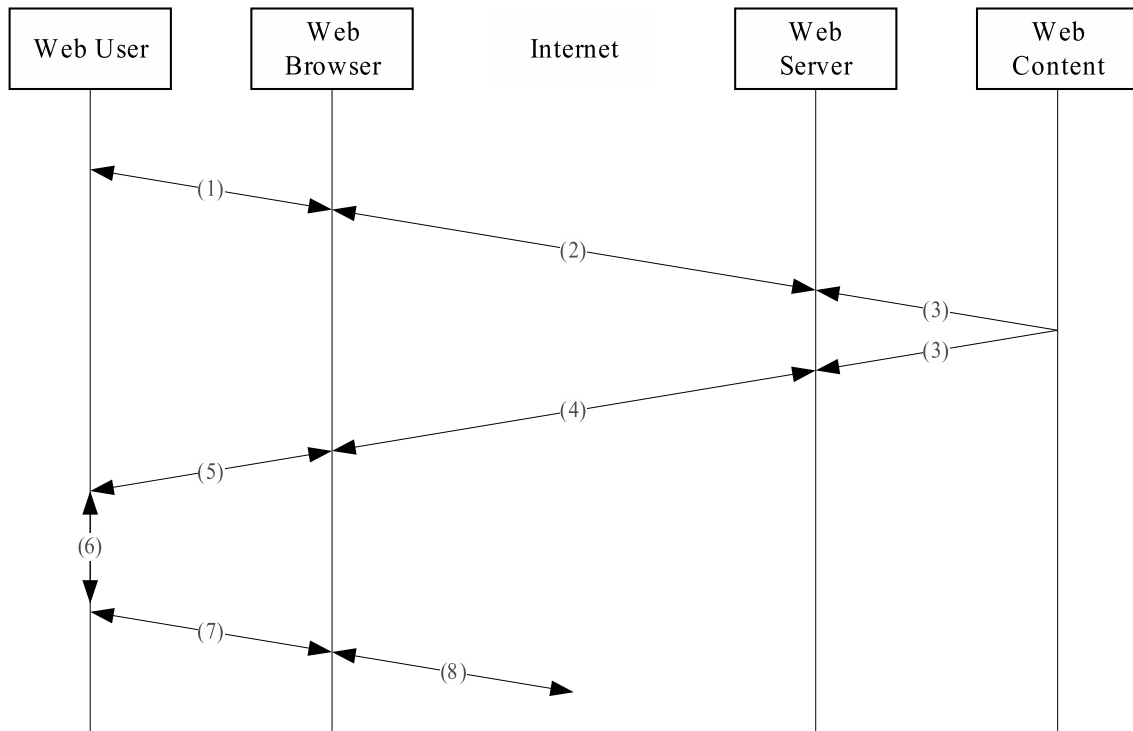 Web User
Web
Browser
Internet
Web
Server
Web
Content
(1)
(2)
(3)
(3)
(4)
(5)
(6)
(7)
(8)